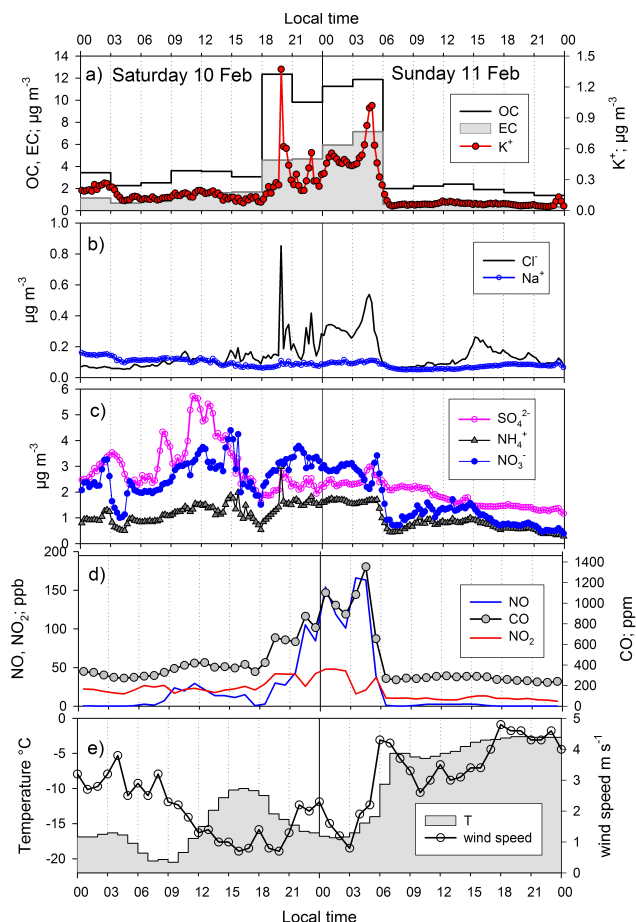 Local time
00 03 06 09 12 15 18 21 00 03 06 09 12 15 18 21 00
a) Saturday 10 Feb Sunday 11 Feb
OC, EC; µg m-3
14
12
10
8
6
4
2
0
K+; µg m-3
1.5
1.2
0.9
0.6
0.3
0.0
OC
EC
K+
b)
µg m-3
1.0
0.8
0.6
0.4
0.2
0.0
Cl-
Na+
c)
µg m-3
6
5
4
3
2
1
0
SO42-
NH4+
NO3-
d)
NO, NO2; ppb
200
150
100
50
0
CO; ppm
1400
1200
1000
800
600
400
200
0
NO
CO
NO2
e)
Temperature °C
0
-5
-10
-15
-20
wind speed m s-1
5
4
3
2
1
0
T
wind speed
00 03 06 09 12 15 18 21 00 03 06 09 12 15 18 21 00
Local time